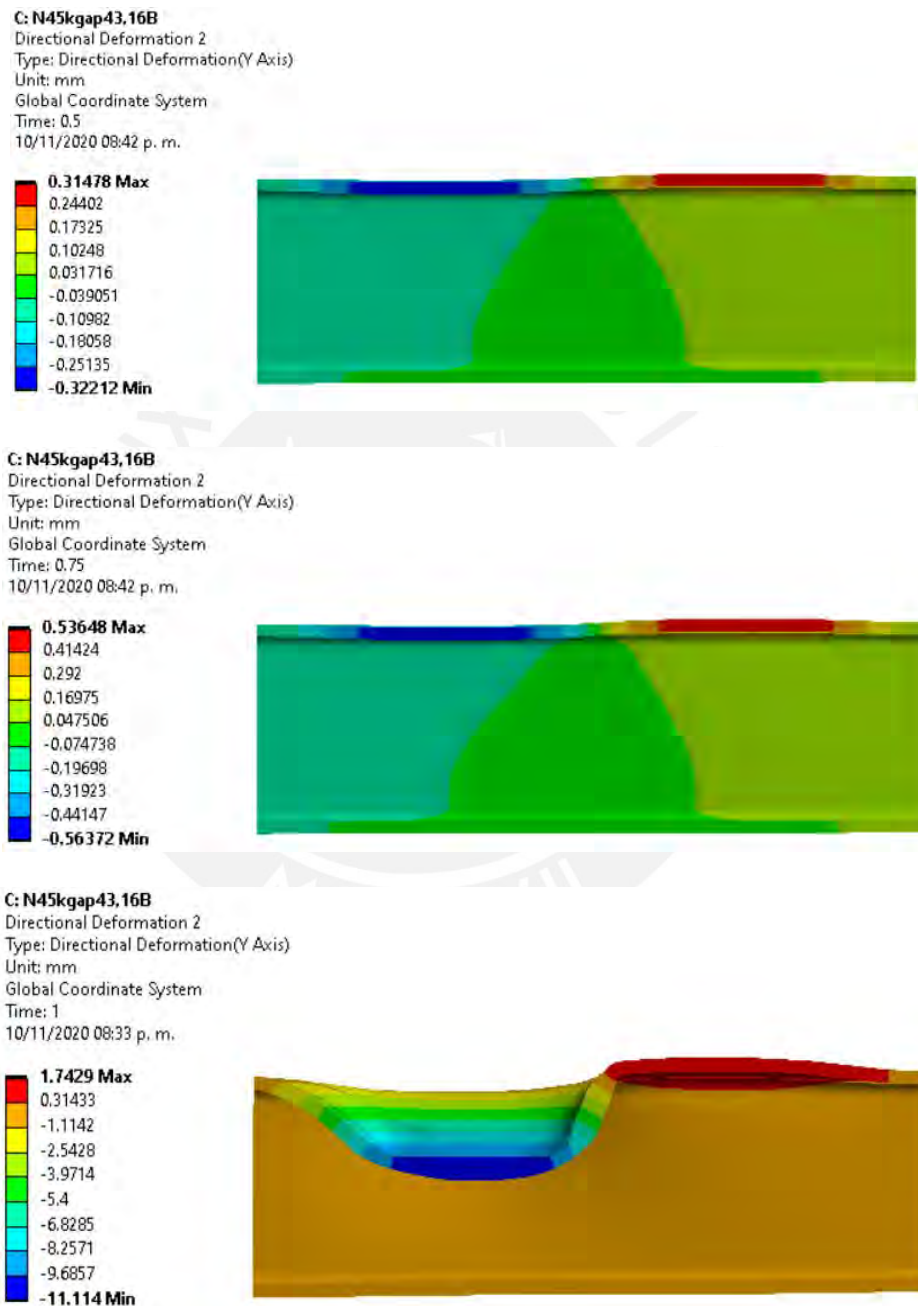 C: N45kgap43,16B
Directional Deformation 2
Type: Directional Deformation(Y Axis)
Unit: mm
Global Coordinate System
Time: 0.5
10/11/2020 08:42 p. m.
0.31478 Max
0.24402
0.17325
0.10248
0.031716
-0.039051
-0.10982
-0.18058
-0.25135
-0.32212 Min
C: N45kgap43,16B
Directional Deformation 2
Type: Directional Deformation(Y Axis)
Unit: mm
Global Coordinate System
Time: 0.75
10/11/2020 08:42 p. m.
0.53648 Max
0.41424
0.292
0.16975
0.047506
-0.074738
-0.19698
-0.31923
-0.44147
-0.56372 Min
C: N45kgap43,16B
Directional Deformation 2
Type: Directional Deformation(Y Axis)
Unit: mm
Global Coordinate System
Time: 1
10/11/2020 08:33 p. m.
1.7429 Max
0.31433
-1.1142
-2.5428
-3.9714
-5.4
-6.8285
-8.2571
-9.6857
-11.114 Min